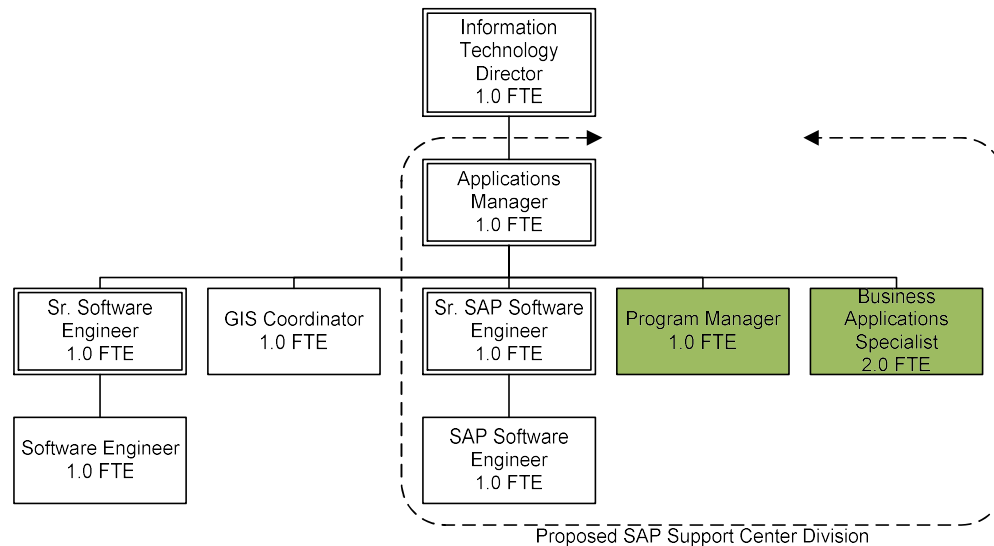 Information
Technology
Director
1.0 FTE
Applications
Manager
1.0 FTE
Sr. Software
Engineer
1.0 FTE
GIS Coordinator
1.0 FTE
Sr. SAP Software
Engineer
1.0 FTE
Program Manager
1.0 FTE
Business
Applications
Specialist
2.0 FTE
Software Engineer
1.0 FTE
SAP Software
Engineer
1.0 FTE
Proposed SAP Support Center Division